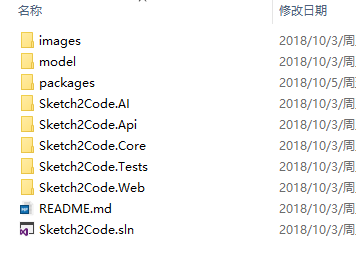 名称 修改日期
images 2018/10/3/周
model 2018/10/3/周
packages 2018/10/5/周
Sketch2Code.AI 2018/10/3/周
Sketch2Code.Api 2018/10/3/周
Sketch2Code.Core 2018/10/3/周
Sketch2Code.Tests 2018/10/3/周
Sketch2Code.Web 2018/10/3/周
README.md 2018/10/3/周
Sketch2Code.sln 2018/10/3/周